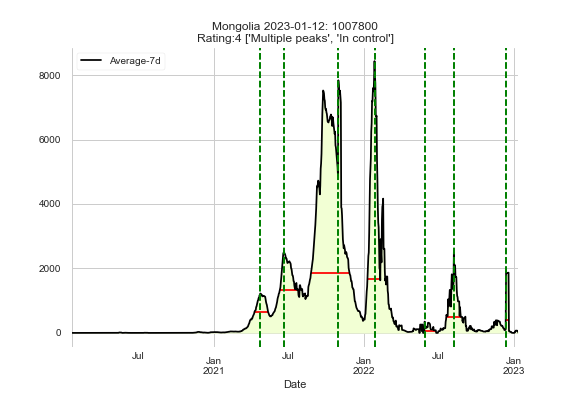 Mongolia 2023-01-12: 1007800
Rating:4 ['Multiple peaks', 'In control']
Average-7d
8000
6000
4000
2000
0
Jul
Jan
2021
Jul
Jan
2022
Jul
Jan
2023
Date